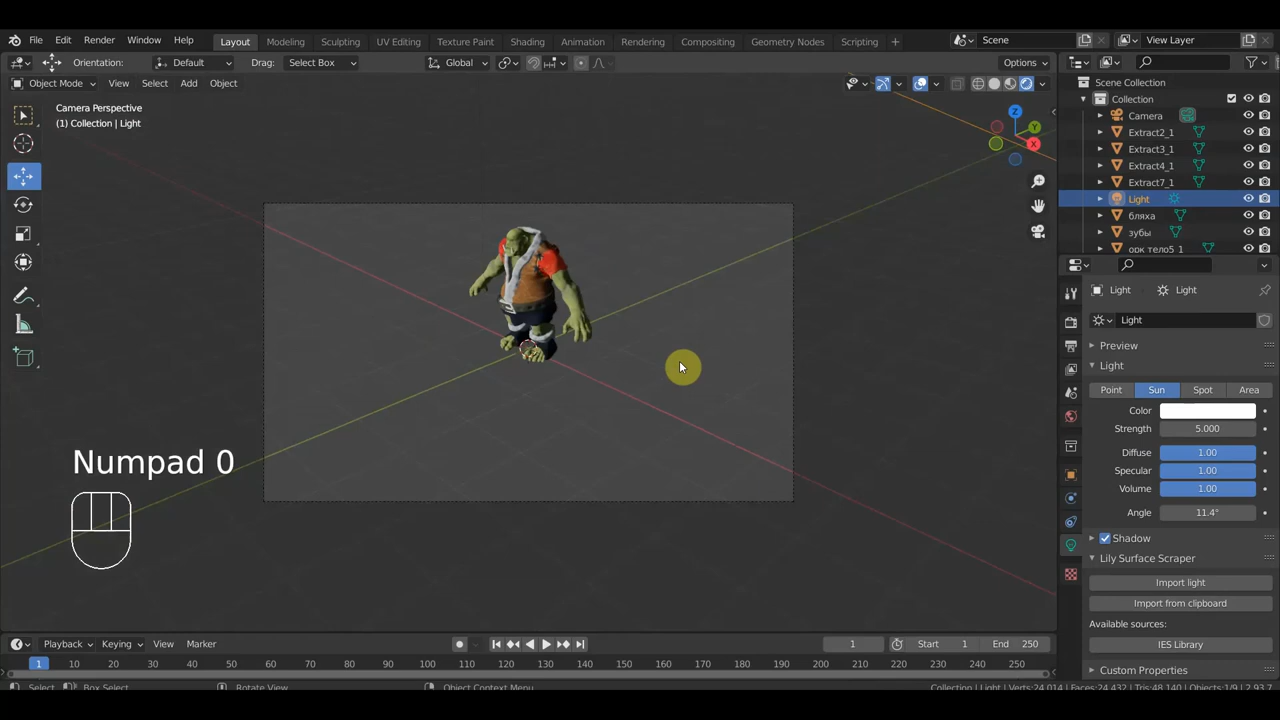 File Edit Render Window Help Layout Modeling Sculpting UV Editing Texture Paint Shading Animation Rendering Compositing Geometry Nodes Scripting + Scene View Layer
Orientation: Default Drag: Select Box Global Options
Object Mode View Select Add Object
Camera Perspective
(1) Collection | Light
Z
Y
X
Numpad 0
Scene Collection
Collection
Camera
Extract2_1
Extract3_1
Extract4_1
Extract7_1
Light
бляха
зубы
орк тело5_1
Light Light
Light
Preview
Light
Point Sun Spot Area
Color
Strength 5.000
Diffuse 1.00
Specular 1.00
Volume 1.00
Angle 11.4°
Shadow
Lily Surface Scraper
Import light
Import from clipboard
Available sources:
IES Library
Custom Properties
Playback Keying View Marker 1 Start 1 End 250
1 10 20 30 40 50 60 70 80 90 100 110 120 130 140 150 160 170 180 190 200 210 220 230 240 250
Select Box Select Rotate View Object Context Menu Collection | Light | Verts:24,014 | Faces:24,432 | Tris:48,140 | Objects:1/9 | 2.93.7